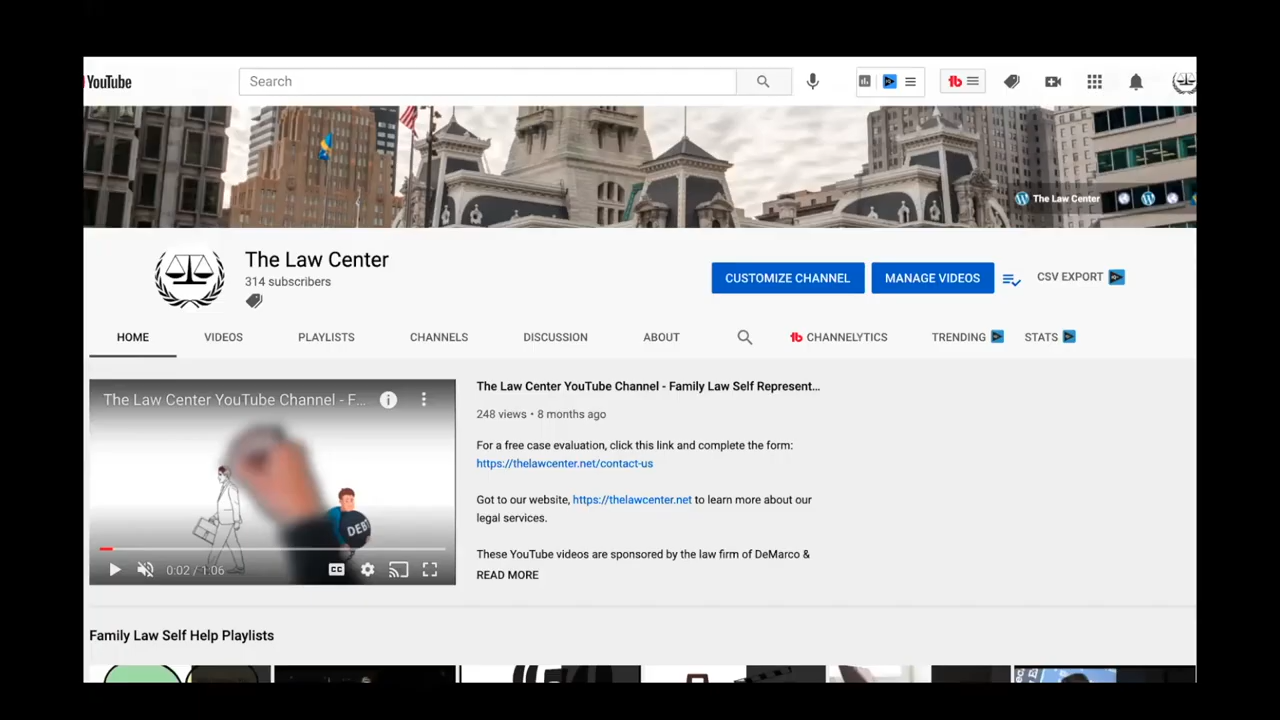 YouTube
Search
The Law Center
The Law Center
314 subscribers
CUSTOMIZE CHANNEL
MANAGE VIDEOS
CSV EXPORT
HOME
VIDEOS
PLAYLISTS
CHANNELS
DISCUSSION
ABOUT
CHANNELYTICS
TRENDING
STATS
The Law Center YouTube Channel - F...
DEBT
CC
0:02 / 1:06
The Law Center YouTube Channel - Family Law Self Represent...
248 views • 8 months ago
For a free case evaluation, click this link and complete the form:
https://thelawcenter.net/contact-us
Got to our website, https://thelawcenter.net to learn more about our
legal services.
These YouTube videos are sponsored by the law firm of DeMarco &
READ MORE
Family Law Self Help Playlists